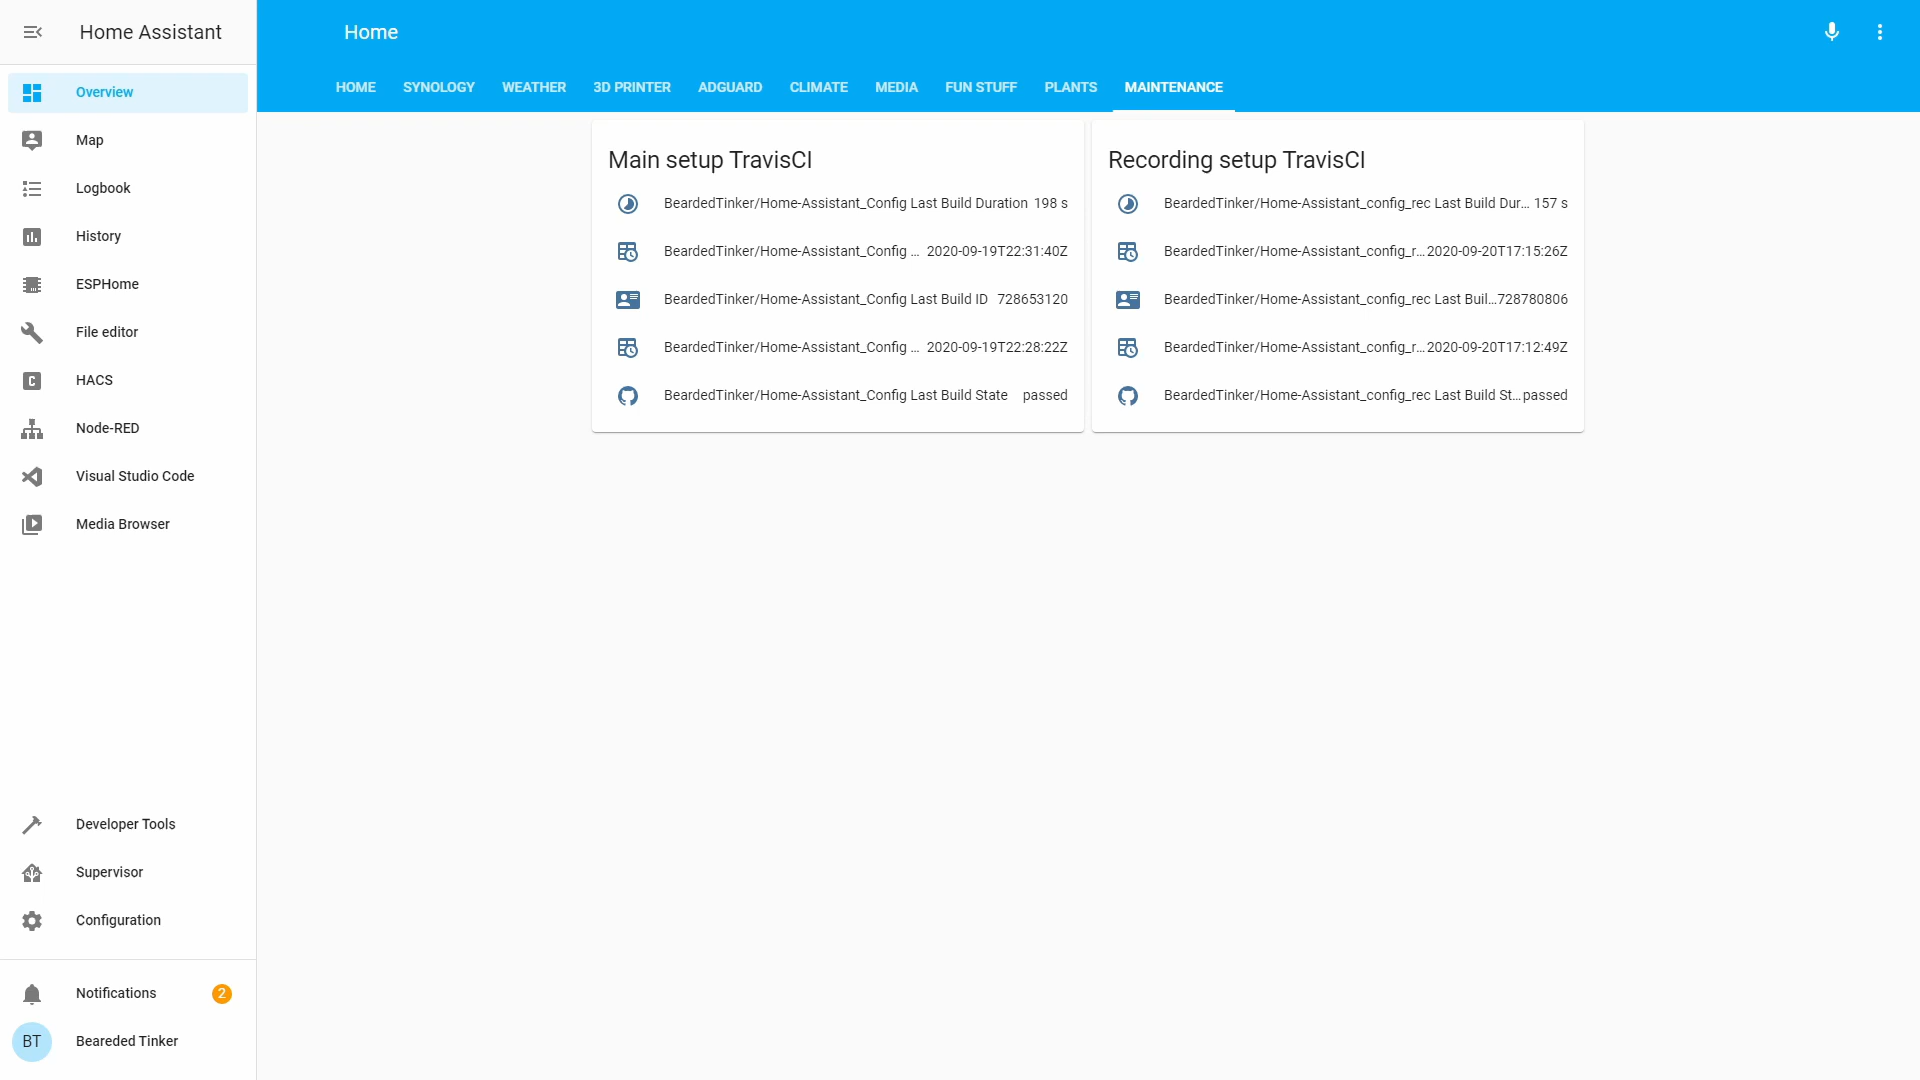 Home Assistant
Home
HOME SYNOLOGY WEATHER 3D PRINTER ADGUARD CLIMATE MEDIA FUN STUFF PLANTS MAINTENANCE
Overview
Map
Logbook
History
ESPHome
File editor
HACS
Node-RED
Visual Studio Code
Media Browser
Developer Tools
Supervisor
Configuration
Notifications 2
BT Beareded Tinker
Main setup TravisCI
BeardedTinker/Home-Assistant_Config Last Build Duration 198 s
BeardedTinker/Home-Assistant_Config ... 2020-09-19T22:31:40Z
BeardedTinker/Home-Assistant_Config Last Build ID 728653120
BeardedTinker/Home-Assistant_Config ... 2020-09-19T22:28:22Z
BeardedTinker/Home-Assistant_Config Last Build State passed
Recording setup TravisCI
BeardedTinker/Home-Assistant_config_rec Last Build Dur... 157 s
BeardedTinker/Home-Assistant_config_r... 2020-09-20T17:15:26Z
BeardedTinker/Home-Assistant_config_rec Last Buil... 728780806
BeardedTinker/Home-Assistant_config_r... 2020-09-20T17:12:49Z
BeardedTinker/Home-Assistant_config_rec Last Build St... passed